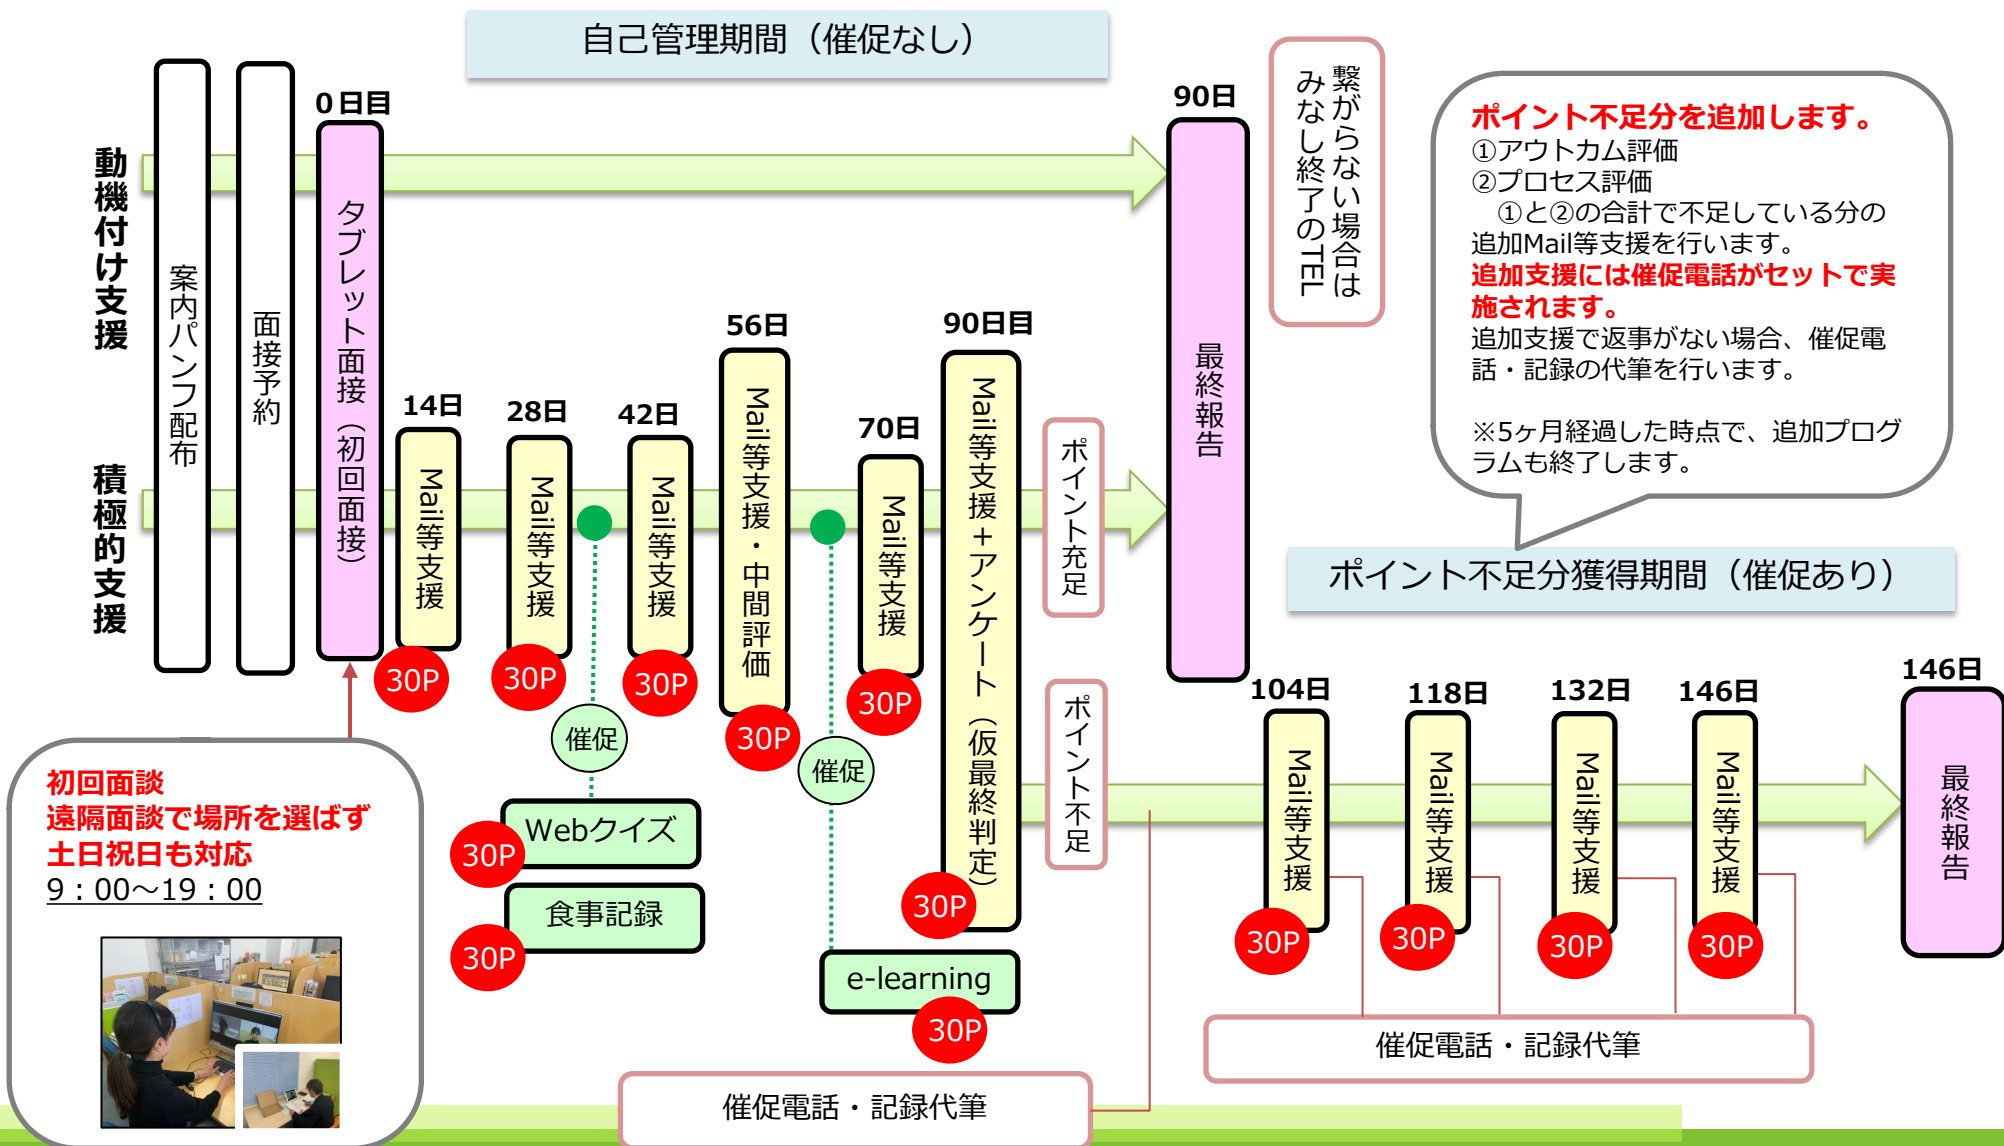 自己管理期間（催促なし）
動機付け支援
積極的支援
案内パンフ配布
面接予約
0日目
タブレット面接（初回面接）
14日
Mail等支援
30P
28日
Mail等支援
30P
催促
Webクイズ
30P
食事記録
30P
42日
Mail等支援
30P
56日
Mail等支援・中間評価
30P
催促
e-learning
30P
70日
Mail等支援
30P
90日目
Mail等支援＋アンケート（仮最終判定）
30P
ポイント充足
ポイント不足
90日
最終報告
繋がらない場合は
みなし終了のTEL
ポイント不足分を追加します。
①アウトカム評価
②プロセス評価
①と②の合計で不足している分の
追加Mail等支援を行います。
追加支援には催促電話がセットで実
施されます。
追加支援で返事がない場合、催促電
話・記録の代筆を行います。
※5ヶ月経過した時点で、追加プログ
ラムも終了します。
ポイント不足分獲得期間（催促あり）
104日
Mail等支援
30P
118日
Mail等支援
30P
132日
Mail等支援
30P
146日
Mail等支援
30P
146日
最終報告
催促電話・記録代筆
催促電話・記録代筆
初回面談
遠隔面談で場所を選ばず
土日祝日も対応
9：00～19：00